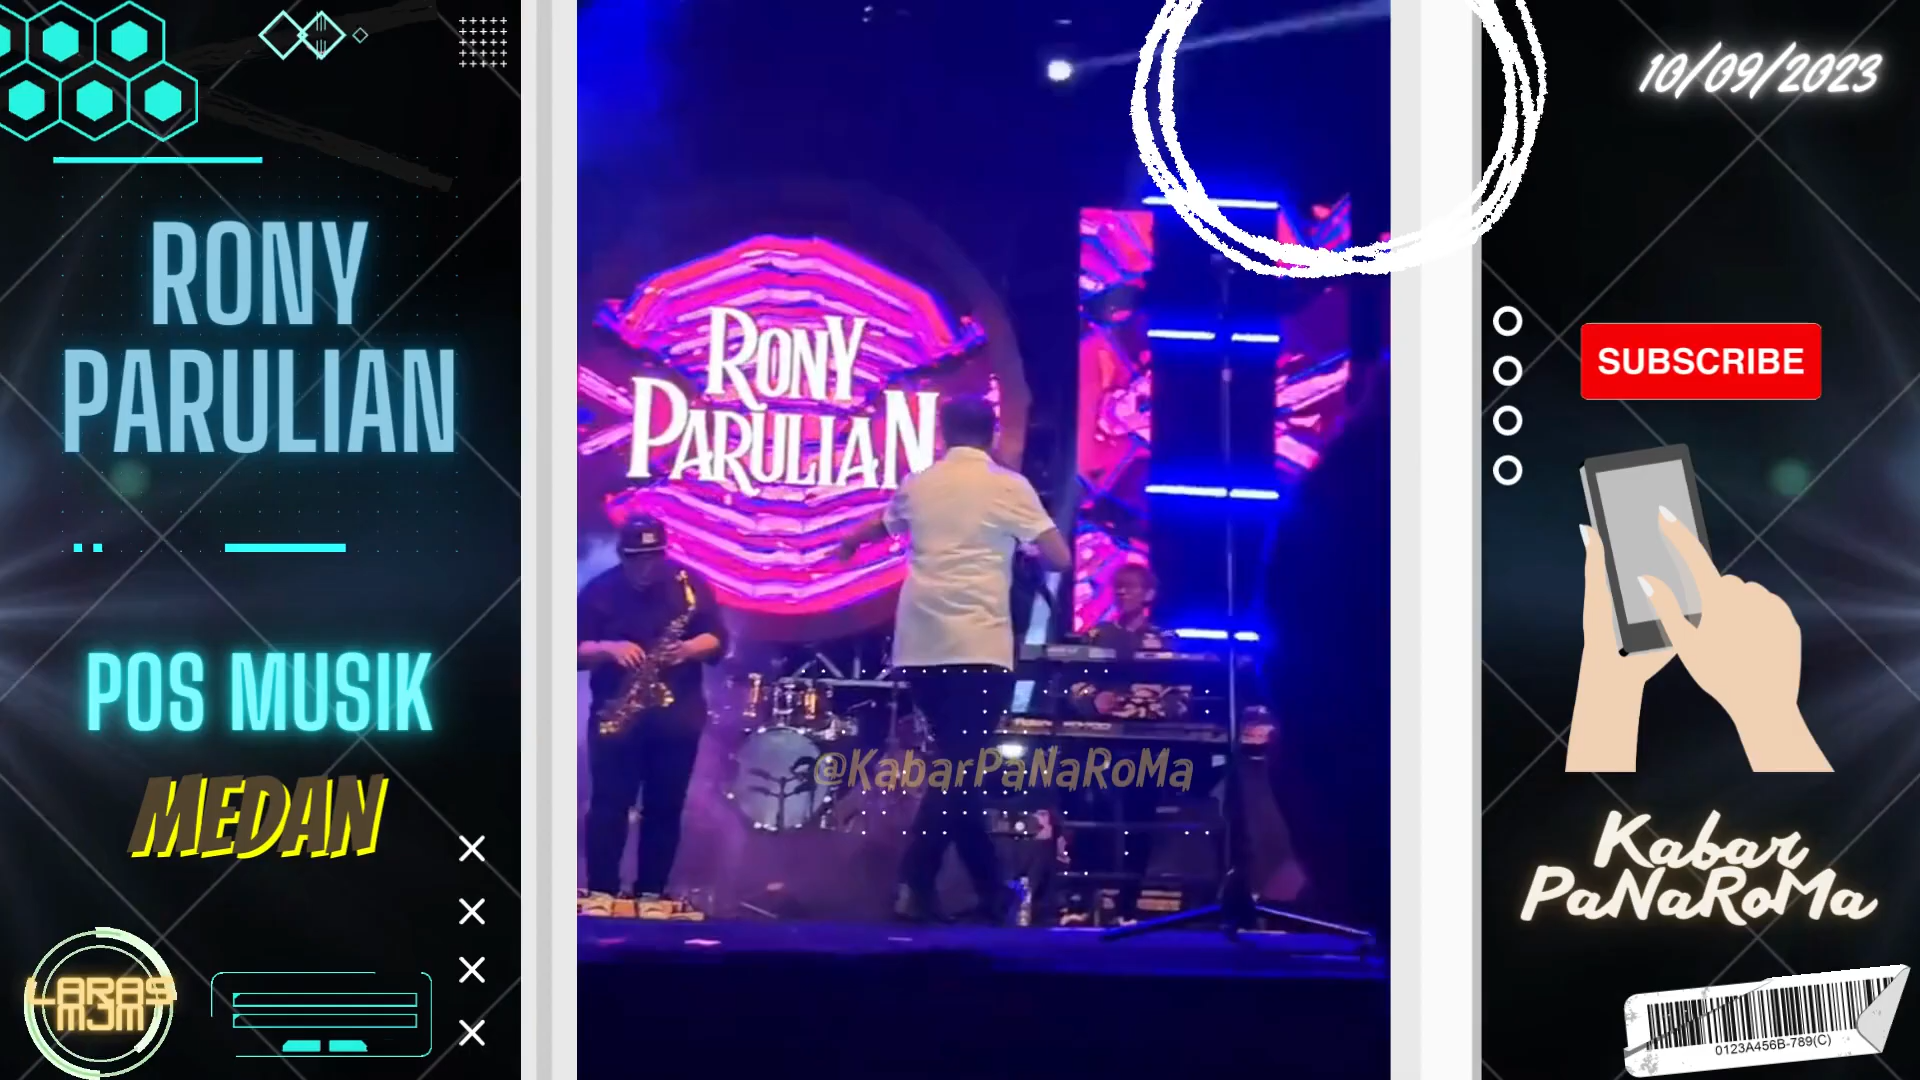 RONY
PARULIAN
POS MUSIK
MEDAN
LARAS
MJM
RONY
PARULIAN
@KabarPaNaRoMa
10/09/2023
SUBSCRIBE
Kabar
PaNaRoMa
0123A456B-789(C)